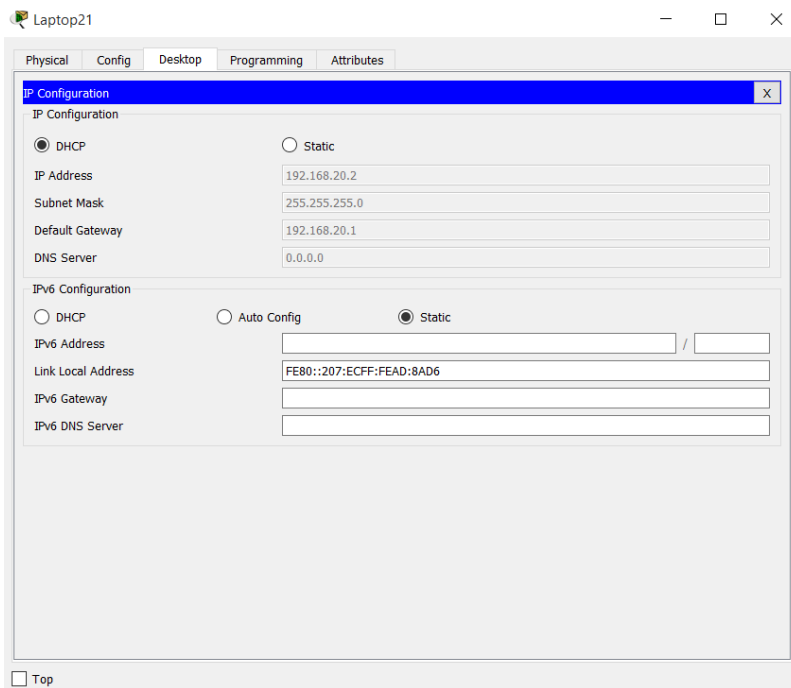 Laptop21
Physical Config Desktop Programming Attributes
IP Configuration X
IP Configuration
DHCP Static
IP Address 192.168.20.2
Subnet Mask 255.255.255.0
Default Gateway 192.168.20.1
DNS Server 0.0.0.0
IPv6 Configuration
DHCP Auto Config Static
IPv6 Address /
Link Local Address FE80::207:ECFF:FEAD:8AD6
IPv6 Gateway
IPv6 DNS Server
Top